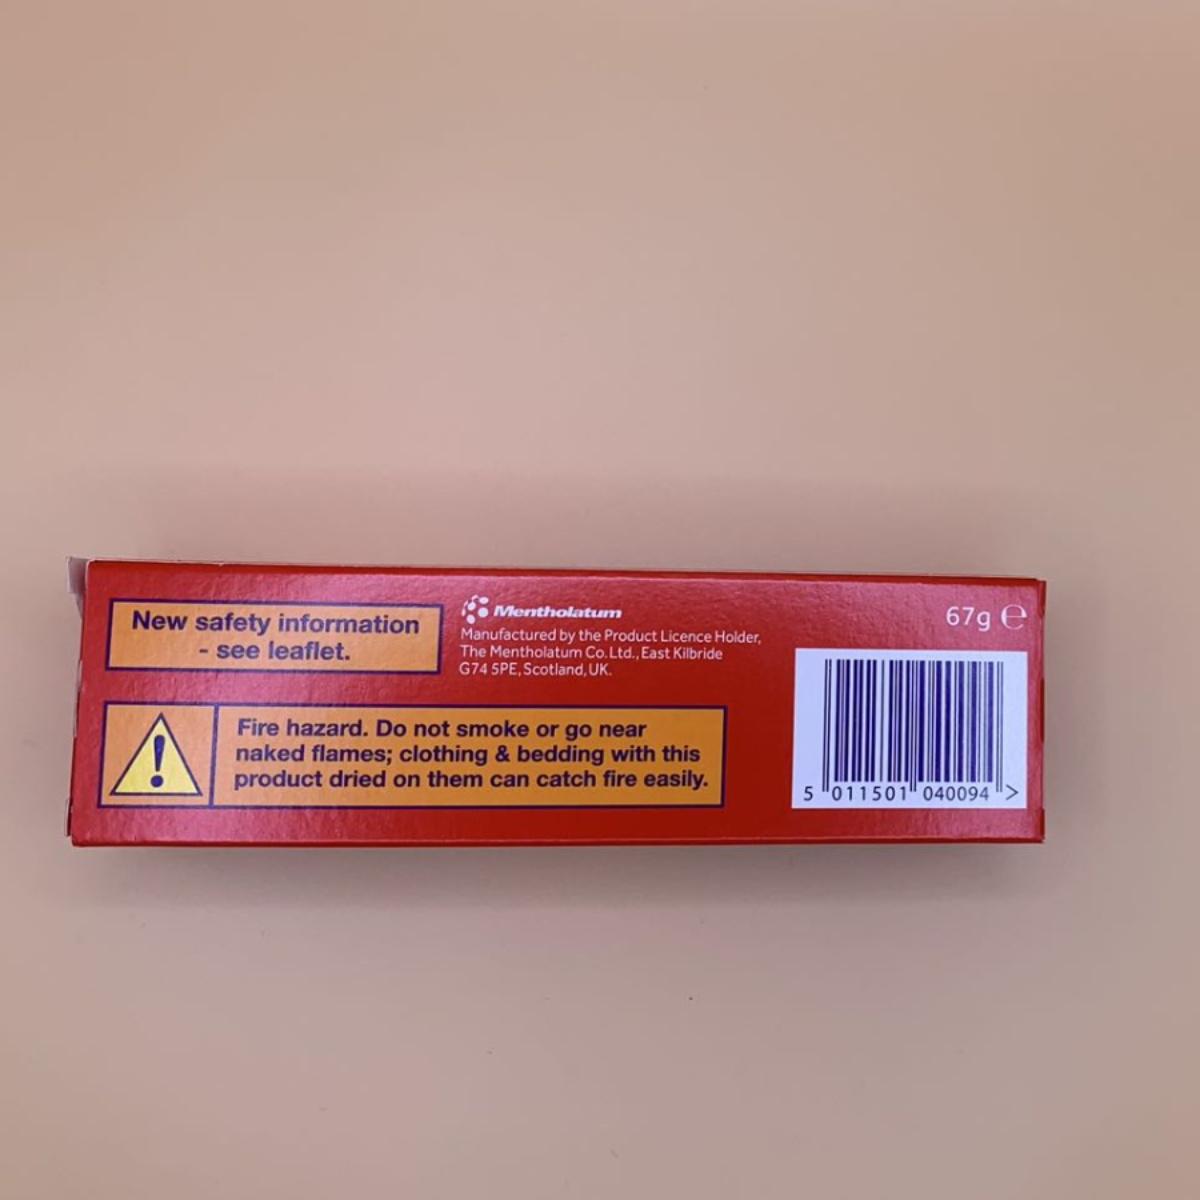 New safety information
- see leaflet.
Mentholatum
Manufactured by the Product Licence Holder,
The Mentholatum Co. Ltd., East Kilbride
G74 5PE, Scotland, UK.
67g ℮
Fire hazard. Do not smoke or go near
naked flames; clothing & bedding with this
product dried on them can catch fire easily.
!
5 011501 040094 >